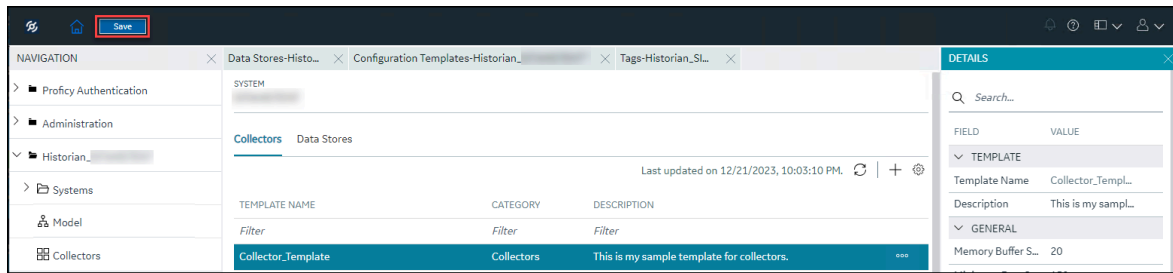 Save
NAVIGATION
Data Stores-Histo...
Configuration Templates-Historian_
Tags-Historian_SI...
DETAILS
Proficy Authentication
Administration
Historian_
Systems
Model
Collectors
SYSTEM
Collectors
Data Stores
Last updated on 12/21/2023, 10:03:10 PM.
TEMPLATE NAME CATEGORY DESCRIPTION
Filter Filter Filter
Collector_Template Collectors This is my sample template for collectors.
Search...
FIELD VALUE
TEMPLATE
Template Name Collector_Templ...
Description This is my sampl...
GENERAL
Memory Buffer S... 20